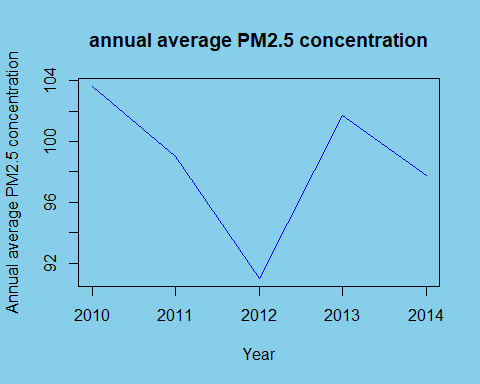 annual average PM2.5 concentration
Annual average PM2.5 concentration
104
100
96
92
2010 2011 2012 2013 2014
Year